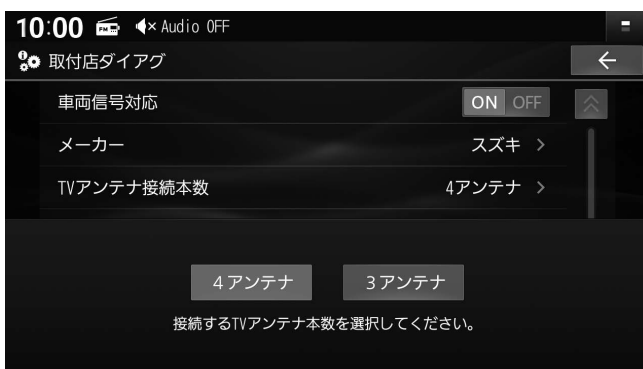 10:00 FM Audio OFF
取付店ダイアグ
車両信号対応 ON OFF
メーカー スズキ
TVアンテナ接続本数 4アンテナ
4アンテナ 3アンテナ
接続するTVアンテナ本数を選択してください。